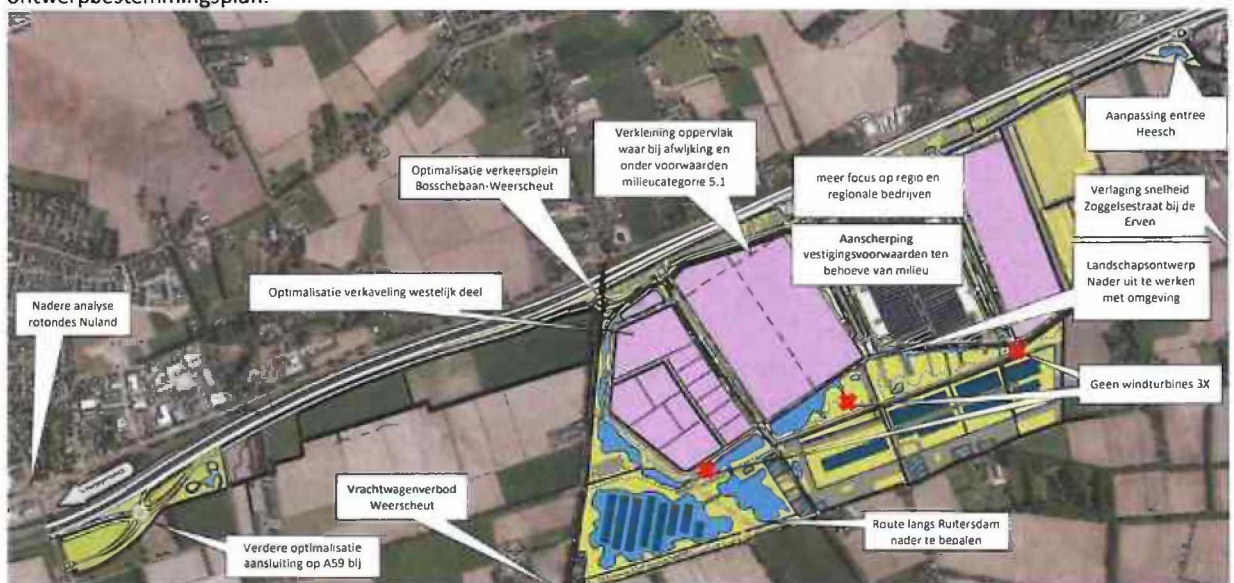 ontwerpbestemmingsplan.
Aanpassing entree
Heesch
Verkleining oppervlak
waar bij afwijking en
onder voorwaarden
milieucategorie 5.1
Optimalisatie verkeersplein
Bosschebaan-Weerscheut
meer focus op regio en
regionale bedrijven
Verlaging snelheid
Zoggelsestraat bij de
Erven
Aanscherping
vestigingsvoorwaarden ten
behoeve van milieu
Landschapsontwerp
Nader uit te werken
met omgeving
Optimalisatie verkaveling westelijk deel
Nadere analyse
rotondes Nuland
Geen windturbines 3X
Vrachtwagenverbod
Weerscheut
Route langs Ruitersdam
nader te bepalen
Verdere optimalisatie
aansluiting op A59 bij